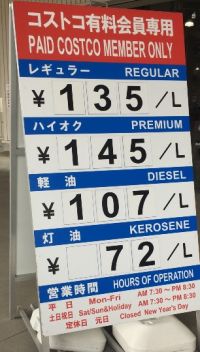 コストコ有料会員専用
PAID COSTCO MEMBER ONLY
レギュラー REGULAR
¥135/L
ハイオク PREMIUM
¥145/L
軽油 DIESEL
¥107/L
灯油 KEROSENE
¥72/L
営業時間 HOURS OF OPERATION
平日 Mon-Fri AM 7:30 ~ PM 8:30
土日祝日 Sat/Sun&Holiday AM 7:30 ~ PM 8:30
定休日 元日 Closed New Year's Day